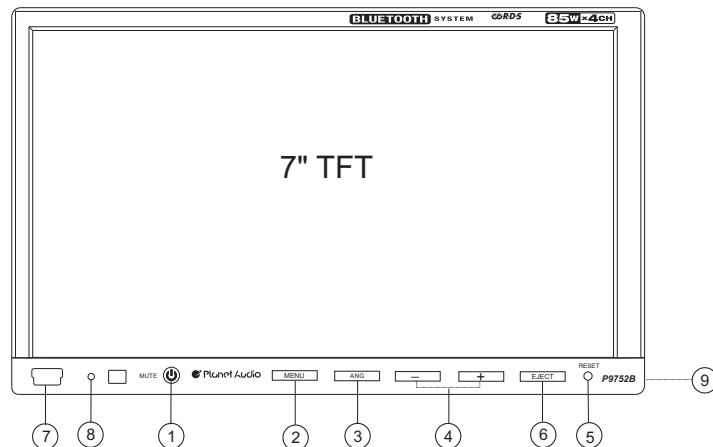 BLUETOOTH SYSTEM RDS 85W×4CH
7" TFT
RESET
MUTE Planet Audio MENU ANG − + EJECT P9752B
9
7 8 1 2 3 4 6 5